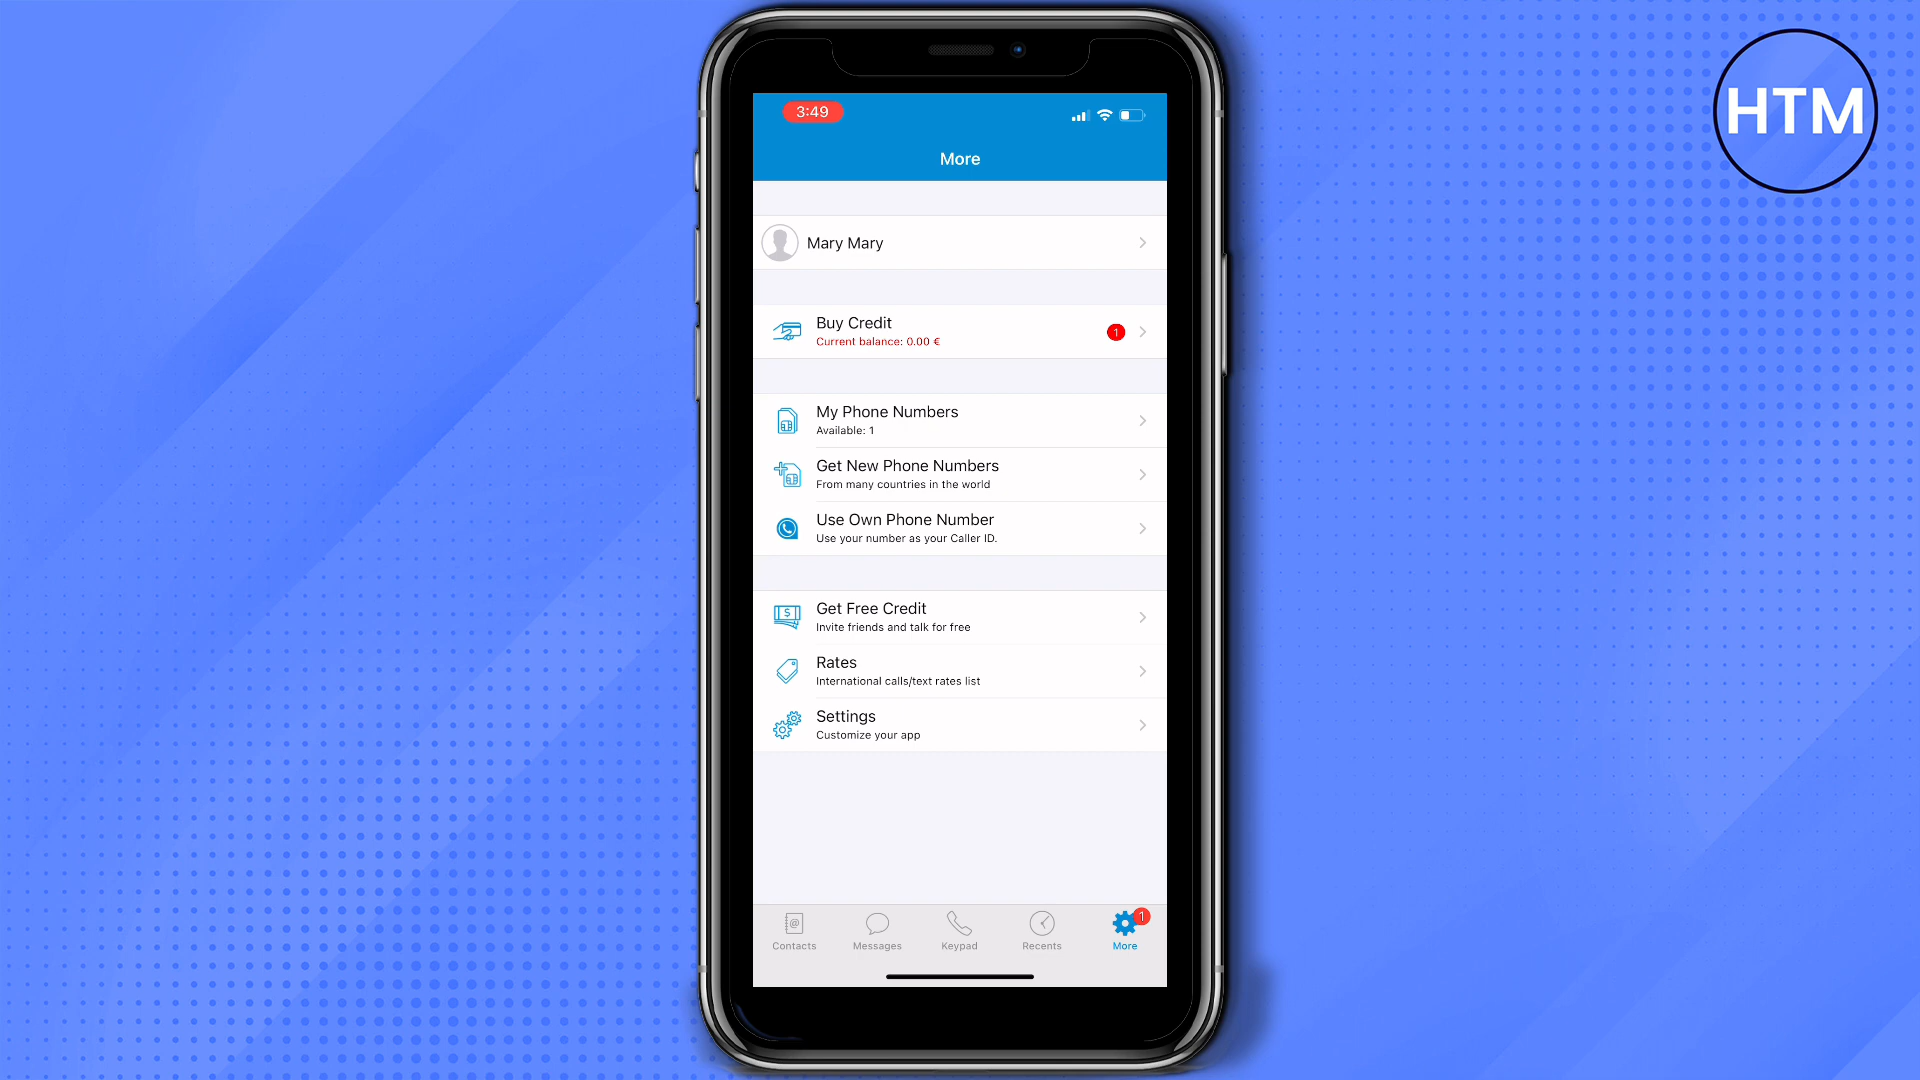 HTM
3:49
More
Mary Mary
Buy Credit
Current balance: 0.00 €
1
My Phone Numbers
Available: 1
Get New Phone Numbers
From many countries in the world
Use Own Phone Number
Use your number as your Caller ID.
Get Free Credit
Invite friends and talk for free
Rates
International calls/text rates list
Settings
Customize your app
1
Contacts
Messages
Keypad
Recents
More